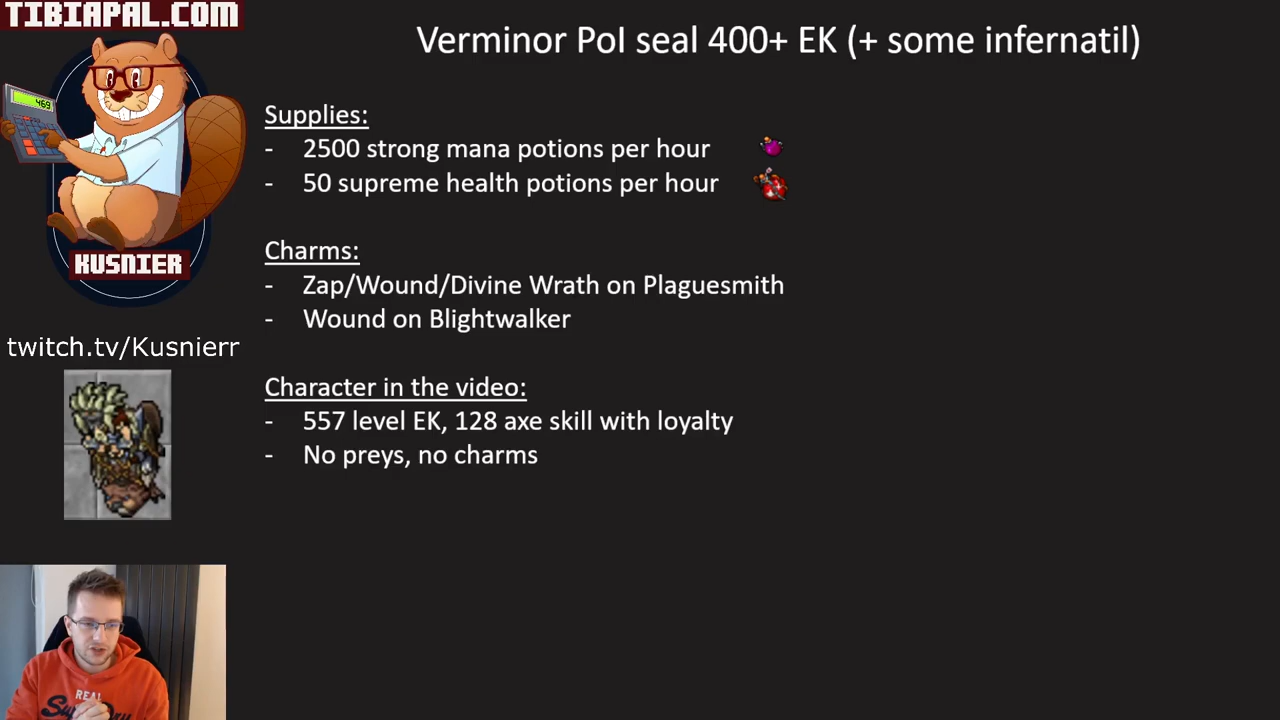 TIBIAPAL.COM
Verminor PoI seal 400+ EK (+ some infernatil)
469
Supplies:
- 2500 strong mana potions per hour
- 50 supreme health potions per hour
KUSNIER
Charms:
- Zap/Wound/Divine Wrath on Plaguesmith
- Wound on Blightwalker
twitch.tv/Kusnierr
Character in the video:
- 557 level EK, 128 axe skill with loyalty
- No preys, no charms
REAL